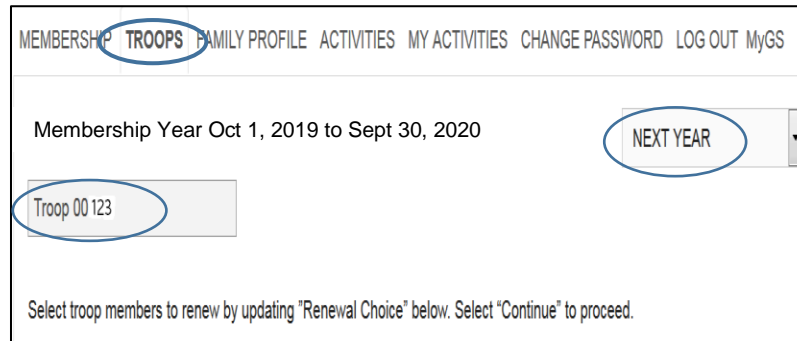 MEMBERSHIP TROOPS FAMILY PROFILE ACTIVITIES MY ACTIVITIES CHANGE PASSWORD LOG OUT MyGS
Membership Year Oct 1, 2019 to Sept 30, 2020
NEXT YEAR
Troop 00123
Select troop members to renew by updating "Renewal Choice" below. Select "Continue" to proceed.